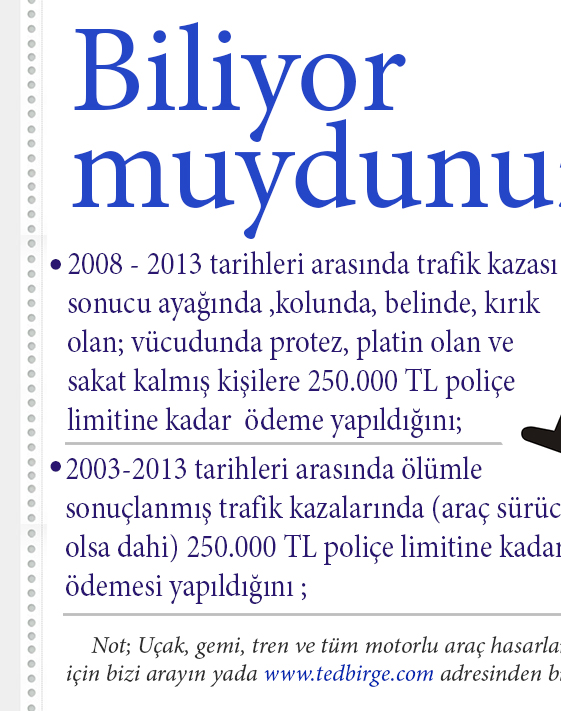 Biliyor
muydunu
• 2008 - 2013 tarihleri arasında trafik kazası
sonucu ayağında ,kolunda, belinde, kırık
olan; vücudunda protez, platin olan ve
sakat kalmış kişilere 250.000 TL poliçe
limitine kadar ödeme yapıldığını;
• 2003-2013 tarihleri arasında ölümle
sonuçlanmış trafik kazalarında (araç sürüc
olsa dahi) 250.000 TL poliçe limitine kadar
ödemesi yapıldığını ;
Not; Uçak, gemi, tren ve tüm motorlu araç hasarla
için bizi arayın yada www.tedbirge.com adresinden b